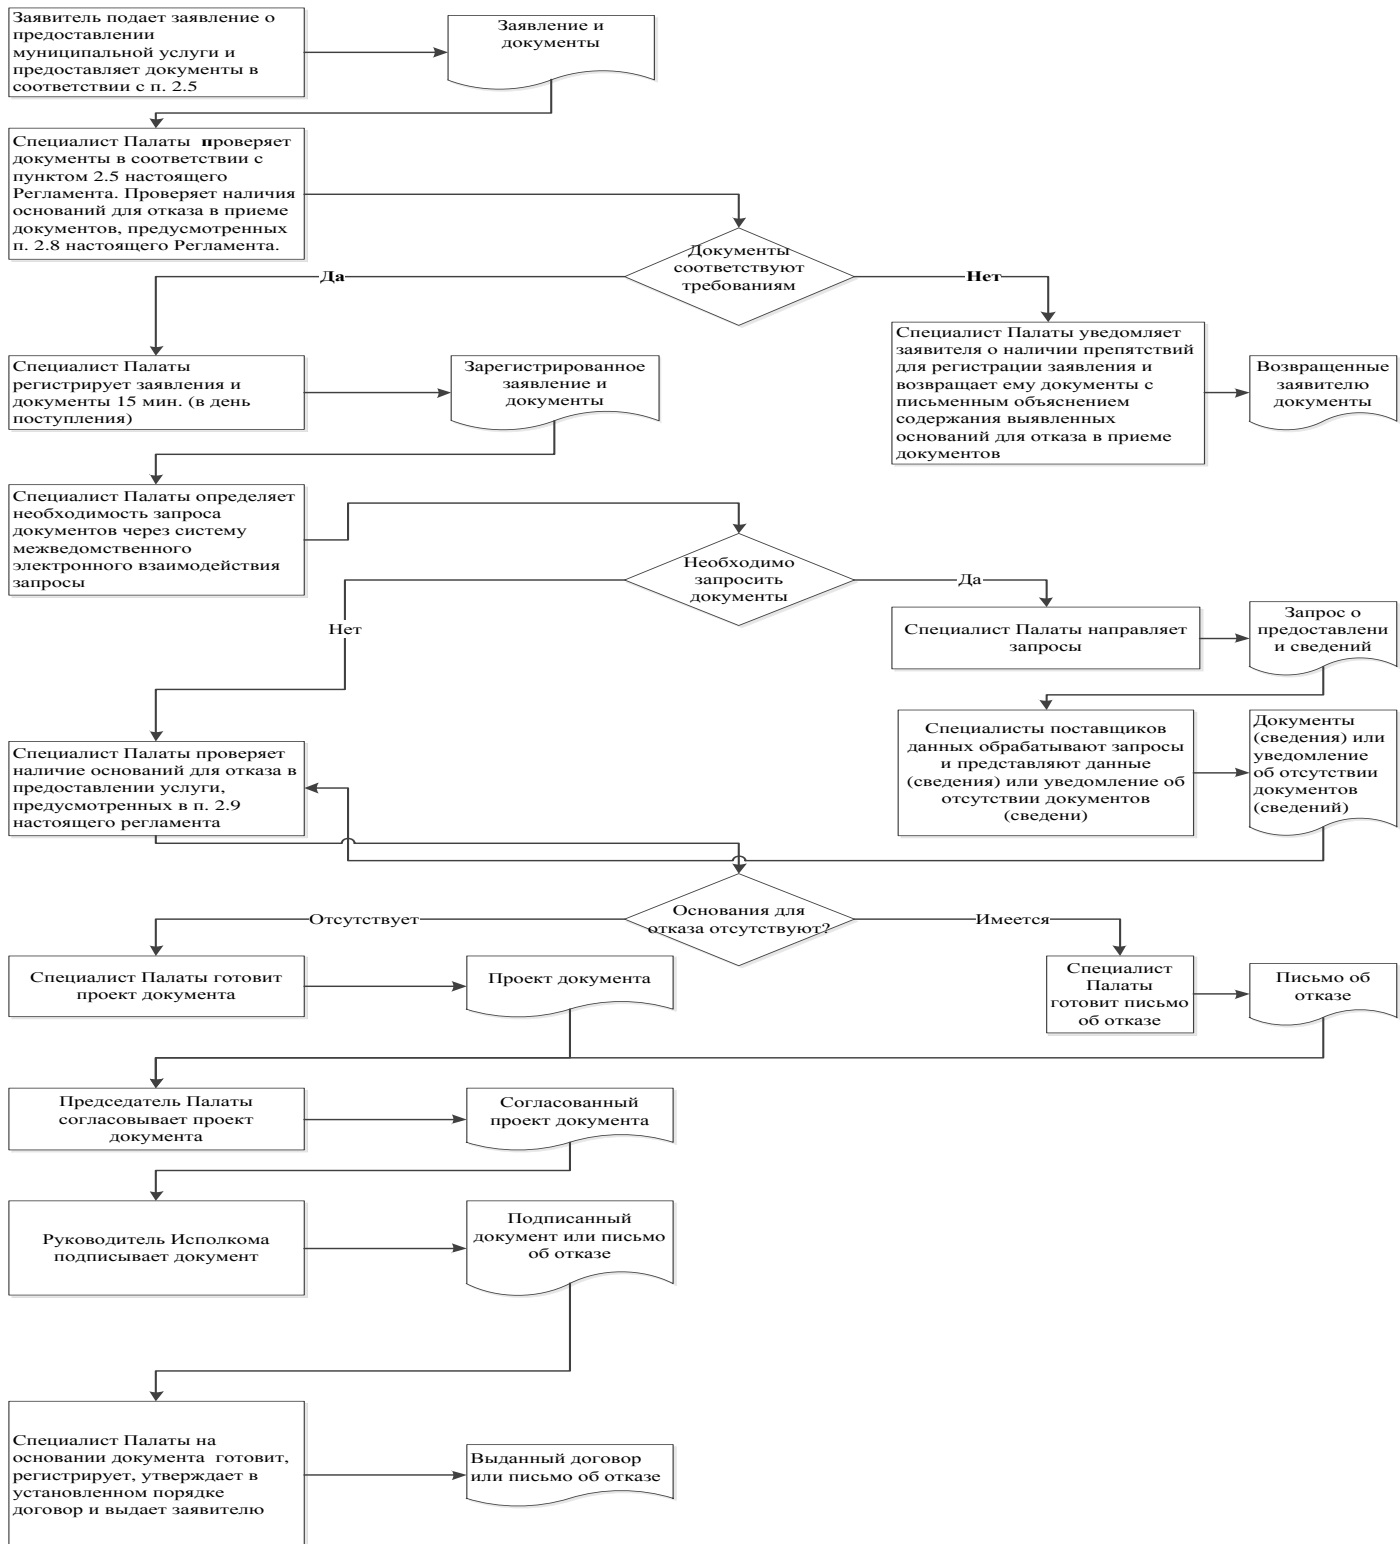 Заявитель подает заявление о
предоставлении
муниципальной услуги и
предоставляет документы в
соответствии с п. 2.5
Заявление и
документы
Специалист Палаты проверяет
документы в соответствии с
пунктом 2.5 настоящего
Регламента. Проверяет наличия
оснований для отказа в приеме
документов, предусмотренных
п. 2.8 настоящего Регламента.
Документы
соответствуют
требованиям
Да
Нет
Специалист Палаты
регистрирует заявления и
документы 15 мин. (в день
поступления)
Зарегистрированное
заявление и
документы
Специалист Палаты уведомляет
заявителя о наличии препятствий
для регистрации заявления и
возвращает ему документы с
письменным объяснением
содержания выявленных
оснований для отказа в приеме
документов
Возвращенные
заявителю
документы
Специалист Палаты определяет
необходимость запроса
документов через систему
межведомственного
электронного взаимодействия
запросы
Необходимо
запросить
документы
Да
Нет
Специалист Палаты направляет
запросы
Запрос о
предоставлени
и сведений
Специалисты поставщиков
данных обрабатывают запросы
и представляют данные
(сведения) или уведомление об
отсутствии документов
(сведени)
Документы
(сведения) или
уведомление
об отсутствии
документов
(сведений)
Специалист Палаты проверяет
наличие оснований для отказа в
предоставлении услуги,
предусмотренных в п. 2.9
настоящего регламента
Основания для
отказа отсутствуют?
Отсутствует
Имеется
Специалист Палаты готовит
проект документа
Проект документа
Специалист
Палаты
готовит письмо
об отказе
Письмо об
отказе
Председатель Палаты
согласовывает проект
документа
Согласованный
проект документа
Руководитель Исполкома
подписывает документ
Подписанный
документ или письмо
об отказе
Специалист Палаты на
основании документа готовит,
регистрирует, утверждает в
установленном порядке
договор и выдает заявителю
Выданный договор
или письмо об отказе